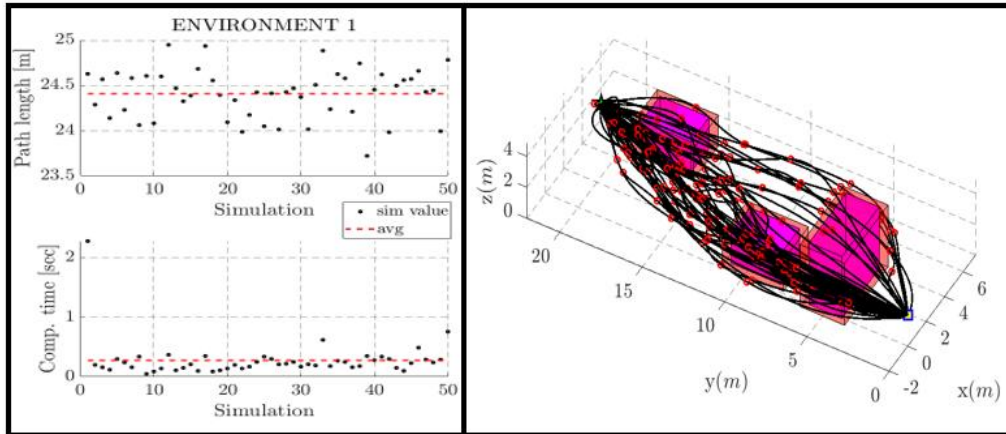 ENVIRONMENT 1
Path length [m]
25
24.5
24
23.5
0 10 20 30 40 50
Simulation
sim value
avg
Comp. time [sec]
2
1
0
0 10 20 30 40 50
Simulation
z(m)
4
2
0
20
15
10
5
0
y(m)
6
4
2
0
-2
x(m)